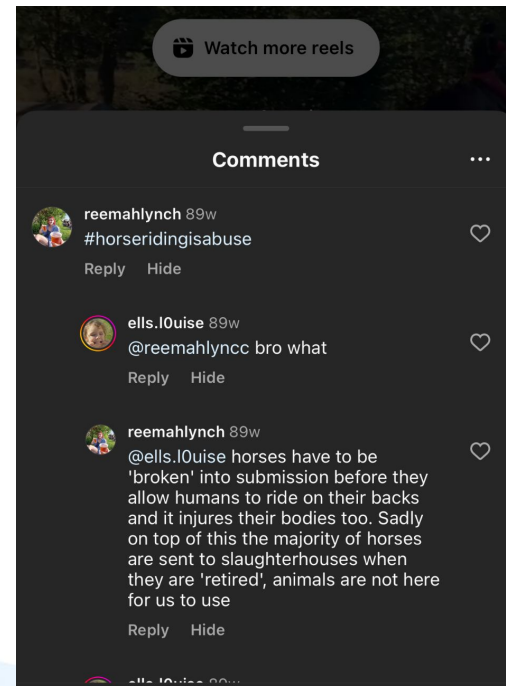 Watch more reels
Comments
reemahlynch 89w
#horseridingisabuse
Reply Hide
ells.l0uise 89w
@reemahlyncc bro what
Reply Hide
reemahlynch 89w
@ells.l0uise horses have to be
'broken' into submission before they
allow humans to ride on their backs
and it injures their bodies too. Sadly
on top of this the majority of horses
are sent to slaughterhouses when
they are 'retired', animals are not here
for us to use
Reply Hide